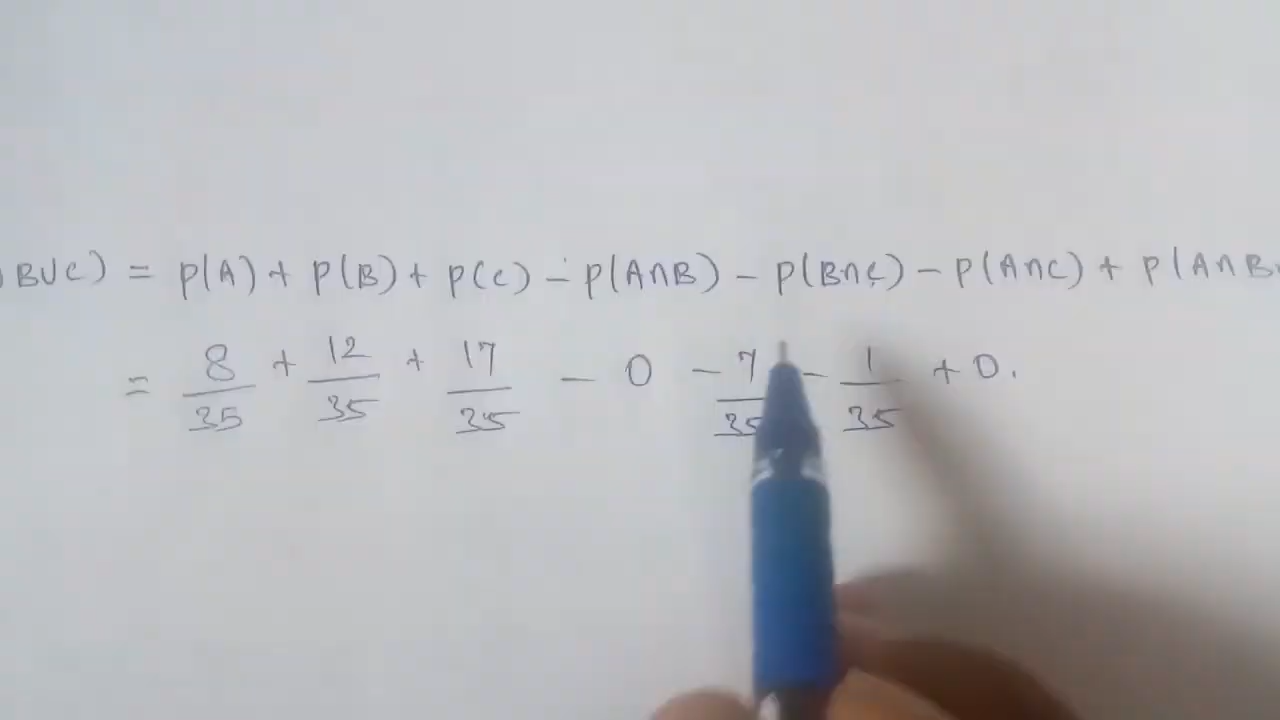 BUC) = P(A) + P(B) + P(C) - P(A∩B) - P(B∩C) - P(A∩C) + P(A∩B
= 8/35 + 12/35 + 17/35 - 0 - 7/35 - 1/35 + 0.